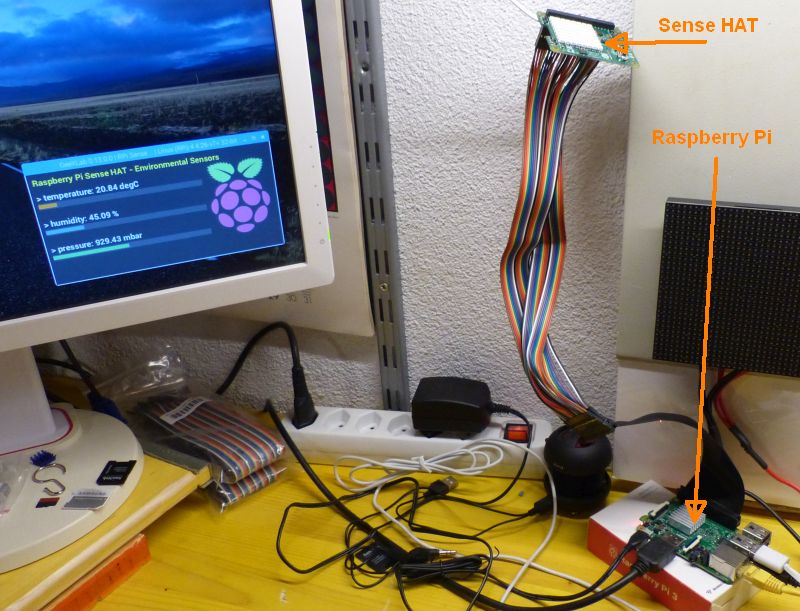 Sense HAT
Raspberry Pi
Raspberry Pi Sense HAT - Environmental Sensors
> temperature: 20.84 degC
> humidity: 45.09 %
> pressure: 929.43 mbar
Raspberry Pi 3